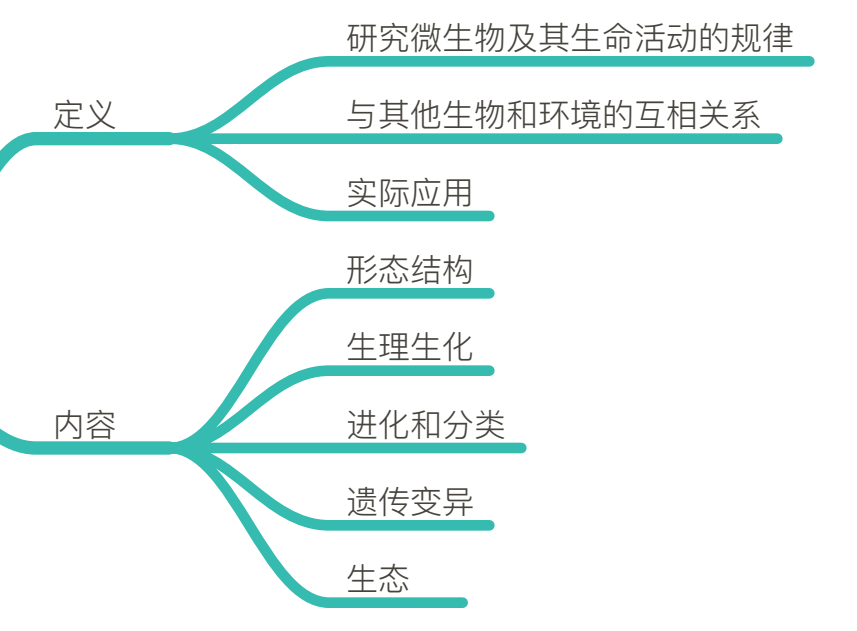 定义
研究微生物及其生命活动的规律
与其他生物和环境的互相关系
实际应用
内容
形态结构
生理生化
进化和分类
遗传变异
生态